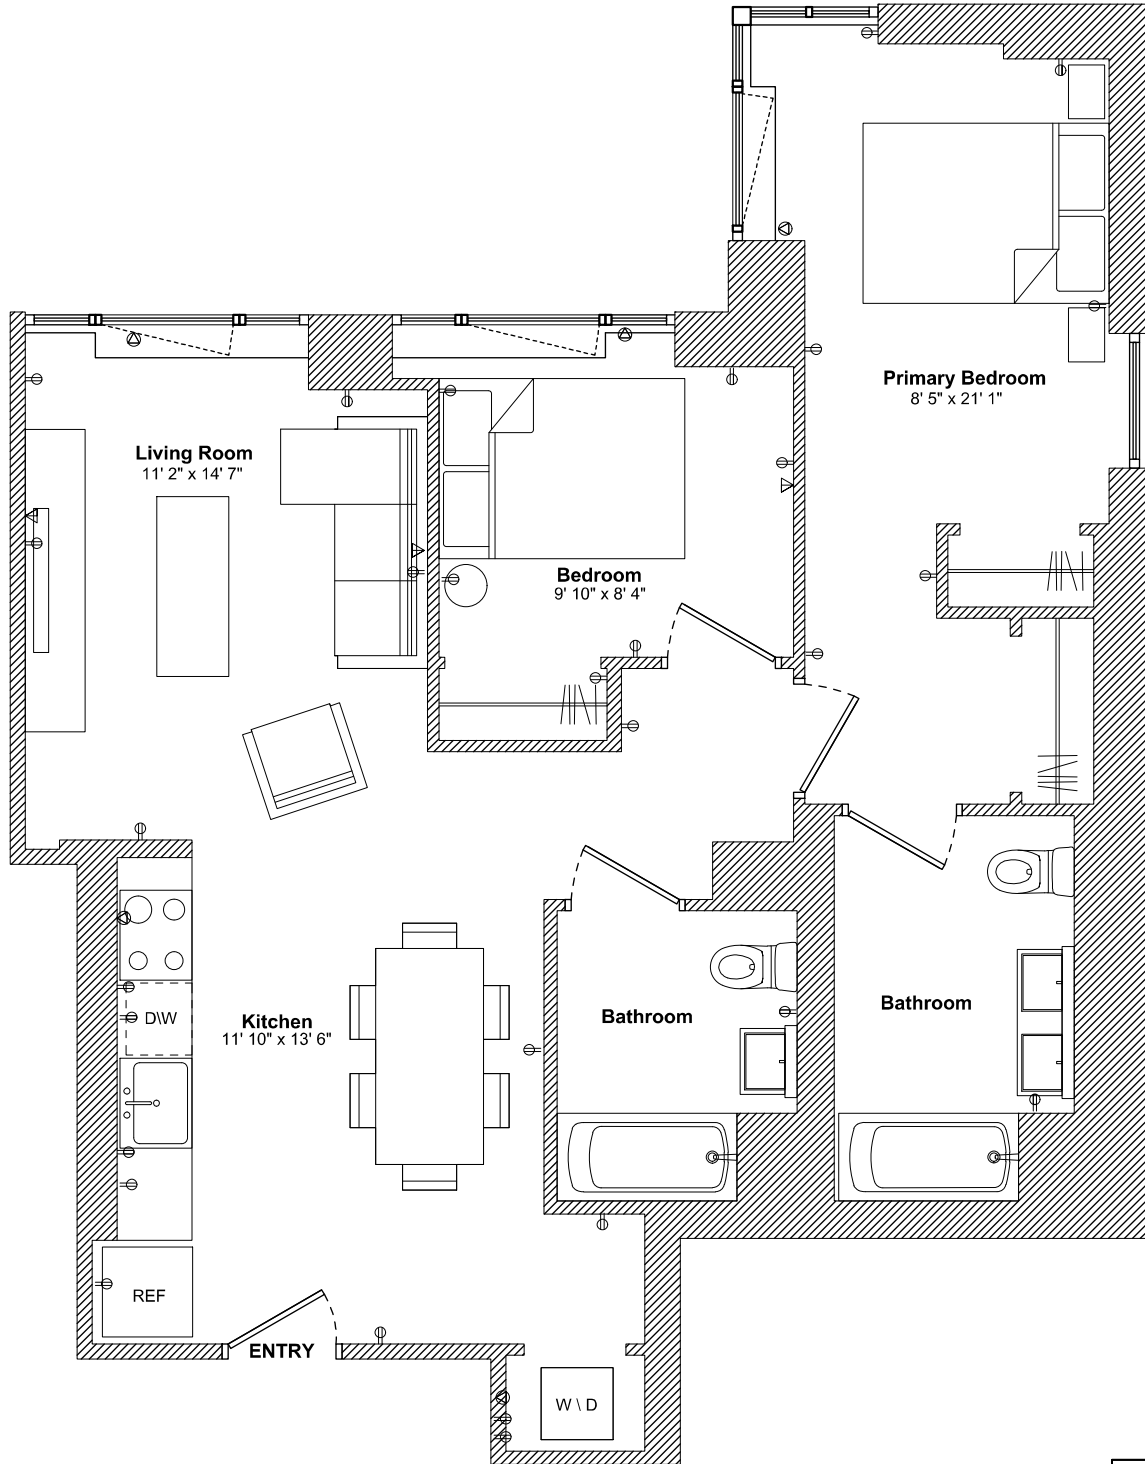 Primary Bedroom
8' 5" x 21' 1"
Living Room
11' 2" x 14' 7"
Bedroom
9' 10" x 8' 4"
D\W
Kitchen
11' 10" x 13' 6"
Bathroom
Bathroom
REF
ENTRY
W \ D